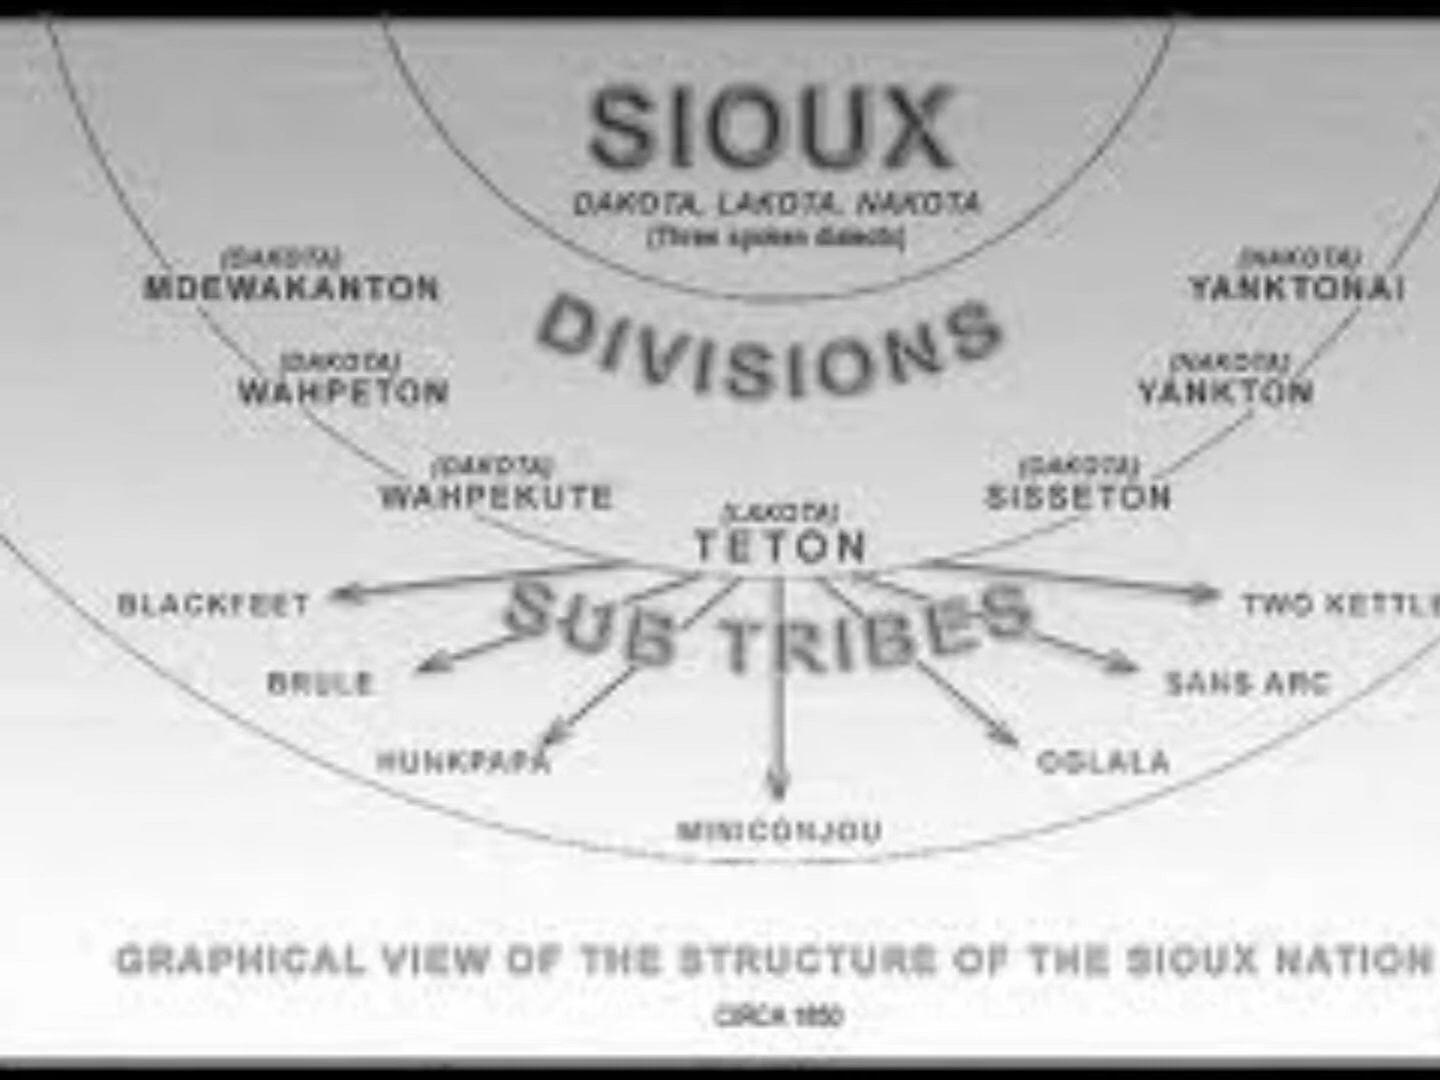 SIOUX
DAKOTA, LAKOTA, NAKOTA
(Three spoken dialects)
DIVISIONS
(DAKOTA)
MDEWAKANTON
(DAKOTA)
WAHPETON
(DAKOTA)
WAHPEKUTE
(LAKOTA)
TETON
(DAKOTA)
SISSETON
(NAKOTA)
YANKTON
(NAKOTA)
YANKTONAI
SUB TRIBES
BLACKFEET
BRULE
HUNKPAPA
MINICONJOU
OGLALA
SANS ARC
TWO KETTLE
GRAPHICAL VIEW OF THE STRUCTURE OF THE SIOUX NATION
CIRCA 1850